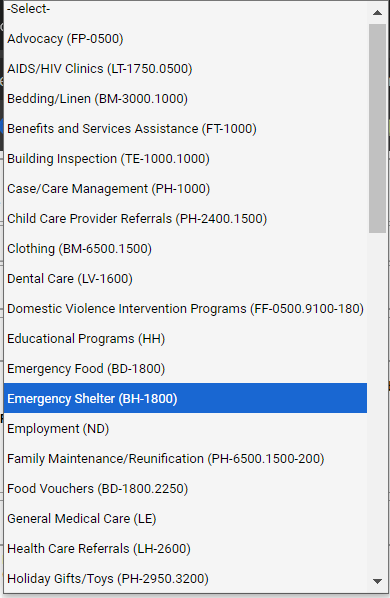 -Select-
Advocacy (FP-0500)
AIDS/HIV Clinics (LT-1750.0500)
Bedding/Linen (BM-3000.1000)
Benefits and Services Assistance (FT-1000)
Building Inspection (TE-1000.1000)
Case/Care Management (PH-1000)
Child Care Provider Referrals (PH-2400.1500)
Clothing (BM-6500.1500)
Dental Care (LV-1600)
Domestic Violence Intervention Programs (FF-0500.9100-180)
Educational Programs (HH)
Emergency Food (BD-1800)
Emergency Shelter (BH-1800)
Employment (ND)
Family Maintenance/Reunification (PH-6500.1500-200)
Food Vouchers (BD-1800.2250)
General Medical Care (LE)
Health Care Referrals (LH-2600)
Holiday Gifts/Toys (PH-2950.3200)